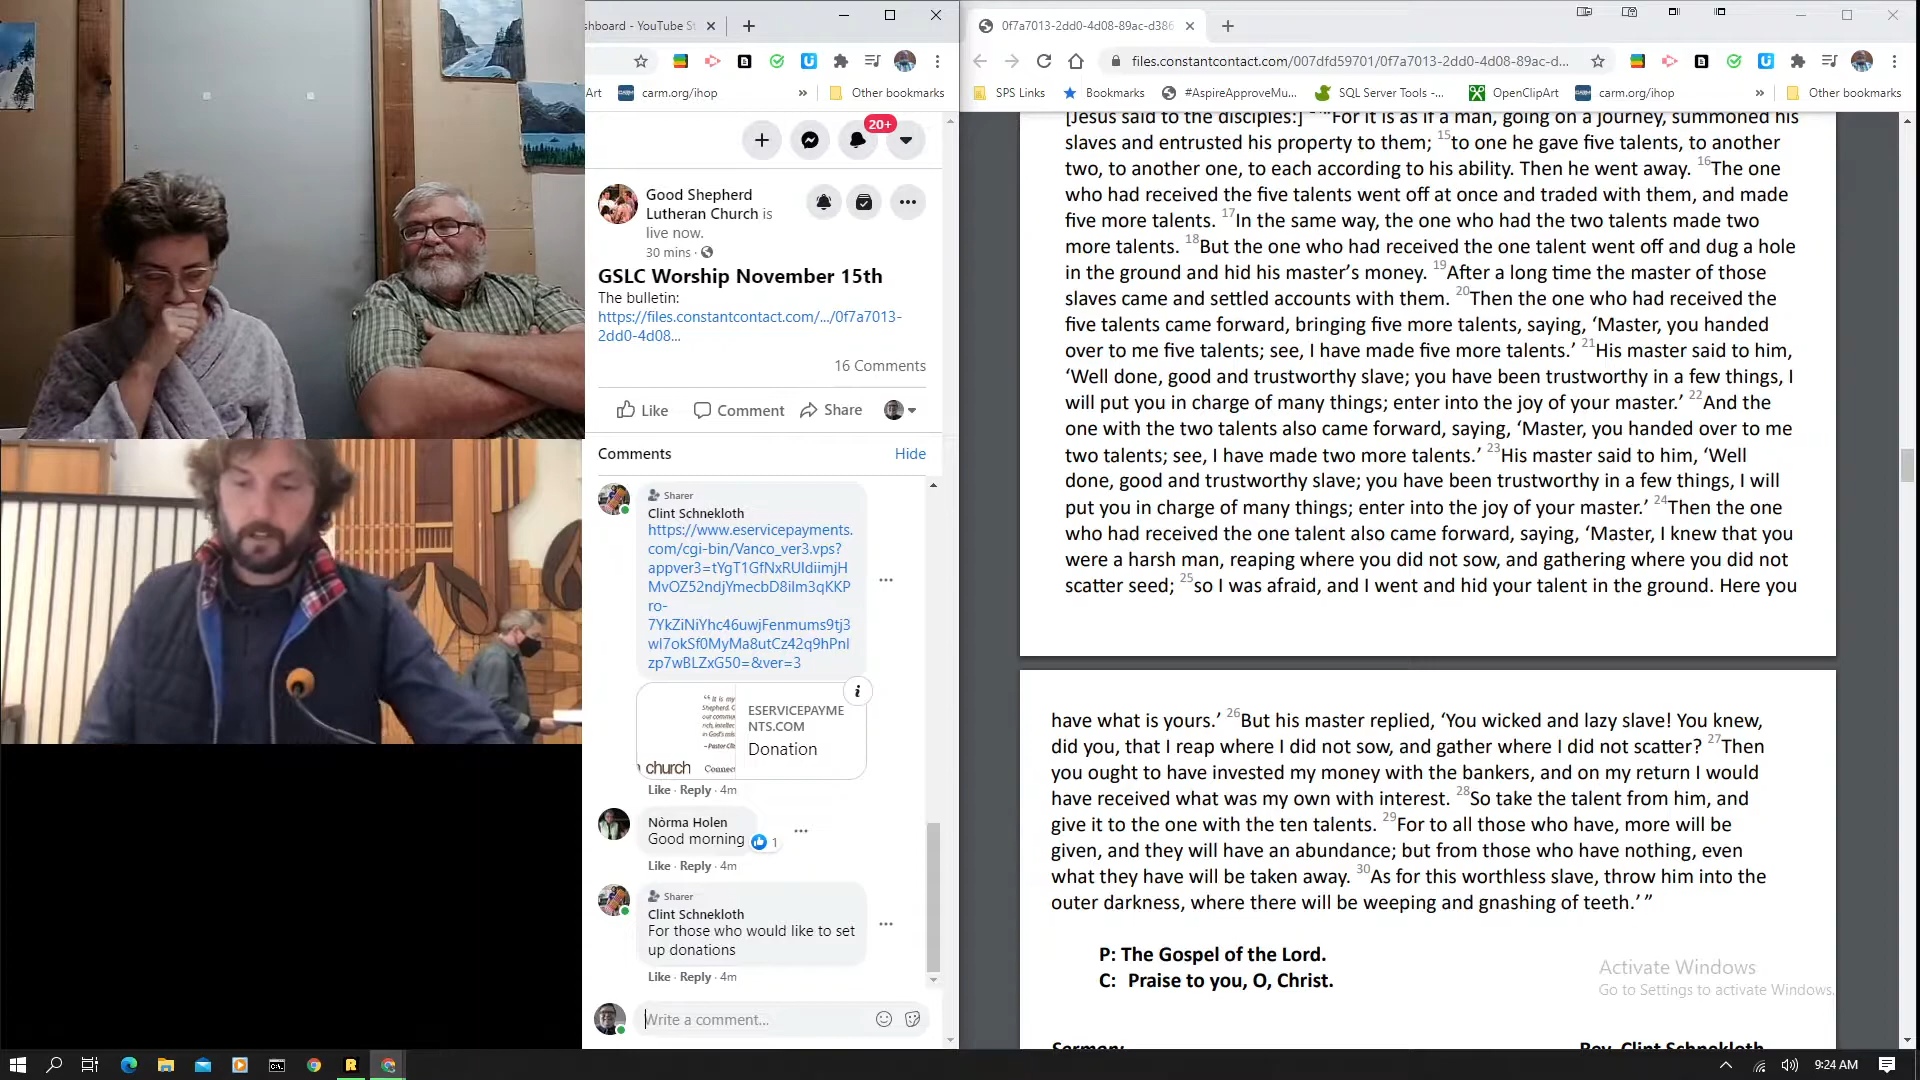 shboard - YouTube St
Art
carm.org/ihop
»
Other bookmarks
20+
Good Shepherd
Lutheran Church is
live now.
30 mins ·
GSLC Worship November 15th
The bulletin:
https://files.constantcontact.com/.../0f7a7013-
2dd0-4d08...
16 Comments
Like
Comment
Share
Comments
Hide
Sharer
Clint Schnekloth
https://www.eservicepayments.
com/cgi-bin/Vanco_ver3.vps?
appver3=tYgT1GfNxRUIdiimjH
MvOZ52ndjYmecbD8iIm3qKKP
ro-
7YkZiNiYhc46uwjFenmums9tj3
wl7okSf0MyMa8utCz42q9hPnI
zp7wBLZxG50=&ver=3
“It is my
Shepherd. G
our commu
rich, intellec
in God's mis
church
Connec
ESERVICEPAYME
NTS.COM
Donation
Like · Reply · 4m
Nòrma Holen
Good morning
1
Like · Reply · 4m
Sharer
Clint Schnekloth
For those who would like to set
up donations
Like · Reply · 4m
Write a comment...
0f7a7013-2dd0-4d08-89ac-d386
files.constantcontact.com/007dfd59701/0f7a7013-2dd0-4d08-89ac-d...
SPS Links
Bookmarks
#AspireApproveMu...
SQL Server Tools -...
OpenClipArt
carm.org/ihop
»
Other bookmarks
[Jesus said to the disciples:] 14“For it is as if a man, going on a journey, summoned his
slaves and entrusted his property to them; 15to one he gave five talents, to another
two, to another one, to each according to his ability. Then he went away. 16The one
who had received the five talents went off at once and traded with them, and made
five more talents. 17In the same way, the one who had the two talents made two
more talents. 18But the one who had received the one talent went off and dug a hole
in the ground and hid his master’s money. 19After a long time the master of those
slaves came and settled accounts with them. 20Then the one who had received the
five talents came forward, bringing five more talents, saying, ‘Master, you handed
over to me five talents; see, I have made five more talents.’ 21His master said to him,
‘Well done, good and trustworthy slave; you have been trustworthy in a few things, I
will put you in charge of many things; enter into the joy of your master.’ 22And the
one with the two talents also came forward, saying, ‘Master, you handed over to me
two talents; see, I have made two more talents.’ 23His master said to him, ‘Well
done, good and trustworthy slave; you have been trustworthy in a few things, I will
put you in charge of many things; enter into the joy of your master.’ 24Then the one
who had received the one talent also came forward, saying, ‘Master, I knew that you
were a harsh man, reaping where you did not sow, and gathering where you did not
scatter seed; 25so I was afraid, and I went and hid your talent in the ground. Here you
have what is yours.’ 26But his master replied, ‘You wicked and lazy slave! You knew,
did you, that I reap where I did not sow, and gather where I did not scatter? 27Then
you ought to have invested my money with the bankers, and on my return I would
have received what was my own with interest. 28So take the talent from him, and
give it to the one with the ten talents. 29For to all those who have, more will be
given, and they will have an abundance; but from those who have nothing, even
what they have will be taken away. 30As for this worthless slave, throw him into the
outer darkness, where there will be weeping and gnashing of teeth.’ ”
P: The Gospel of the Lord.
C: Praise to you, O, Christ.
Activate Windows
Go to Settings to activate Windows.
Sermon
Rev. Clint Schnekloth
9:24 AM